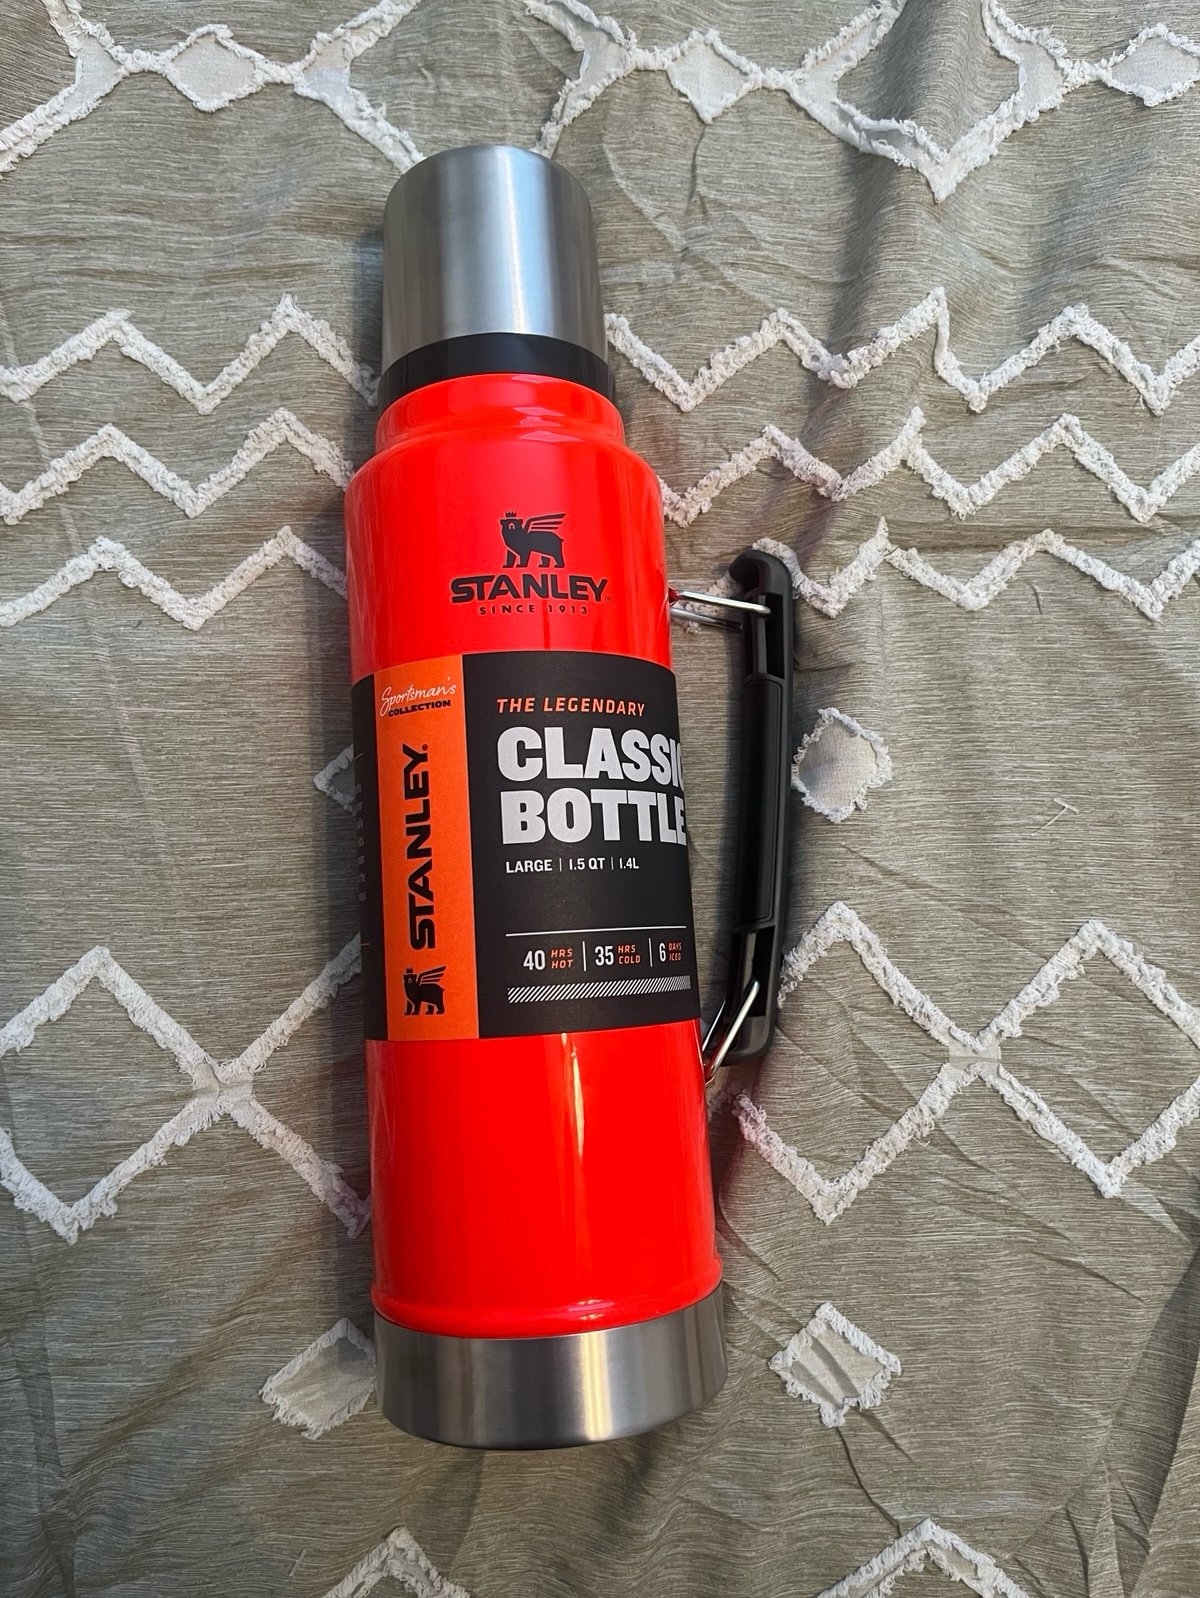 STANLEY®
SINCE 1913
Sportsman's
COLLECTION
STANLEY®
THE LEGENDARY
CLASSIC
BOTTLE
LARGE | 1.5 QT | 1.4L
40 HRS HOT | 35 HRS COLD | 6 DAYS ICED